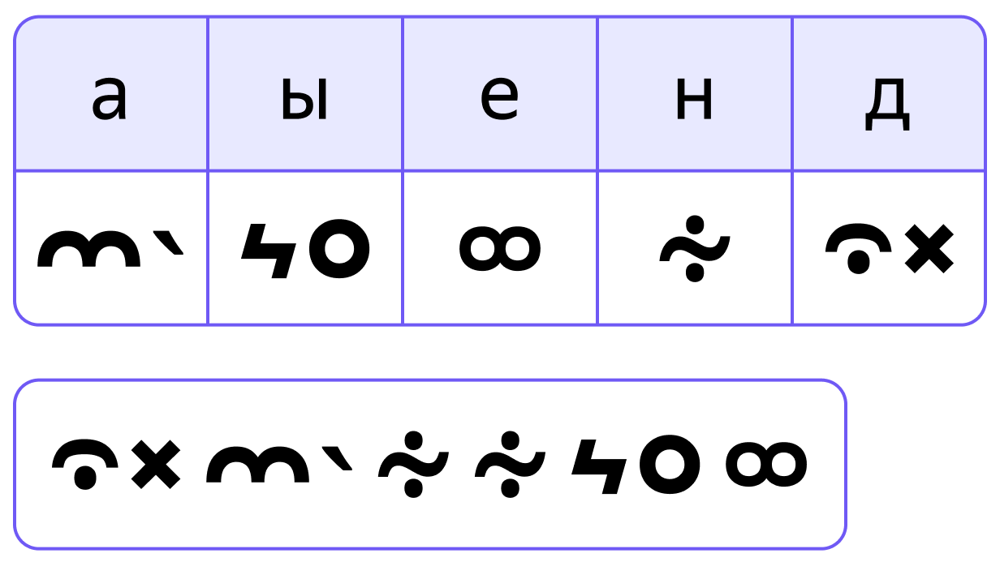 а ы е н д